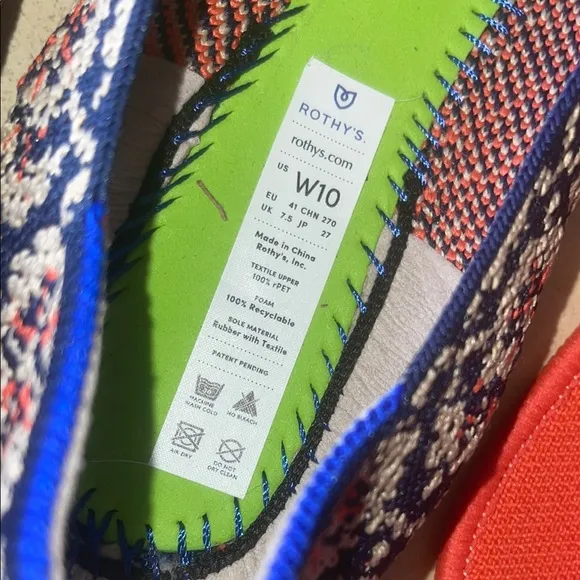 ROTHY'S
rothys.com
US W10
EU 41 CHN 270
UK 7.5 JP 27
Made in China
Rothy's, Inc.
TEXTILE UPPER
100% rPET
FOAM
100% Recyclable
SOLE MATERIAL
Rubber with Textile
PATENT PENDING
MACHINE WASH COLD
NO BLEACH
AIR DRY
DO NOT DRY CLEAN